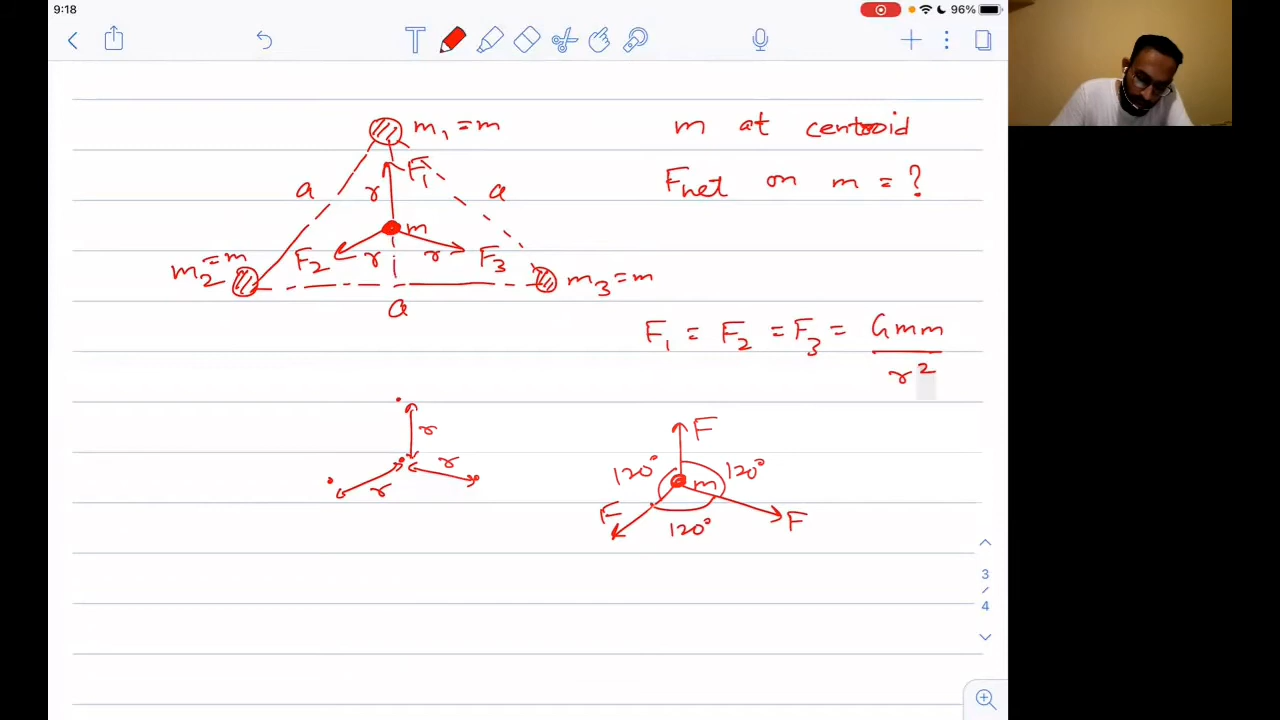 9:18
96%
T
m₁ = m
m at centroid
F₁
a
r
a
Fnet on m = ?
m
m₂ = m
F₂
r
r
F₃
m₃ = m
a
F₁ = F₂ = F₃ = Gmm
r²
r
r
r
F
120°
120°
m
F
120°
F
3
/
4